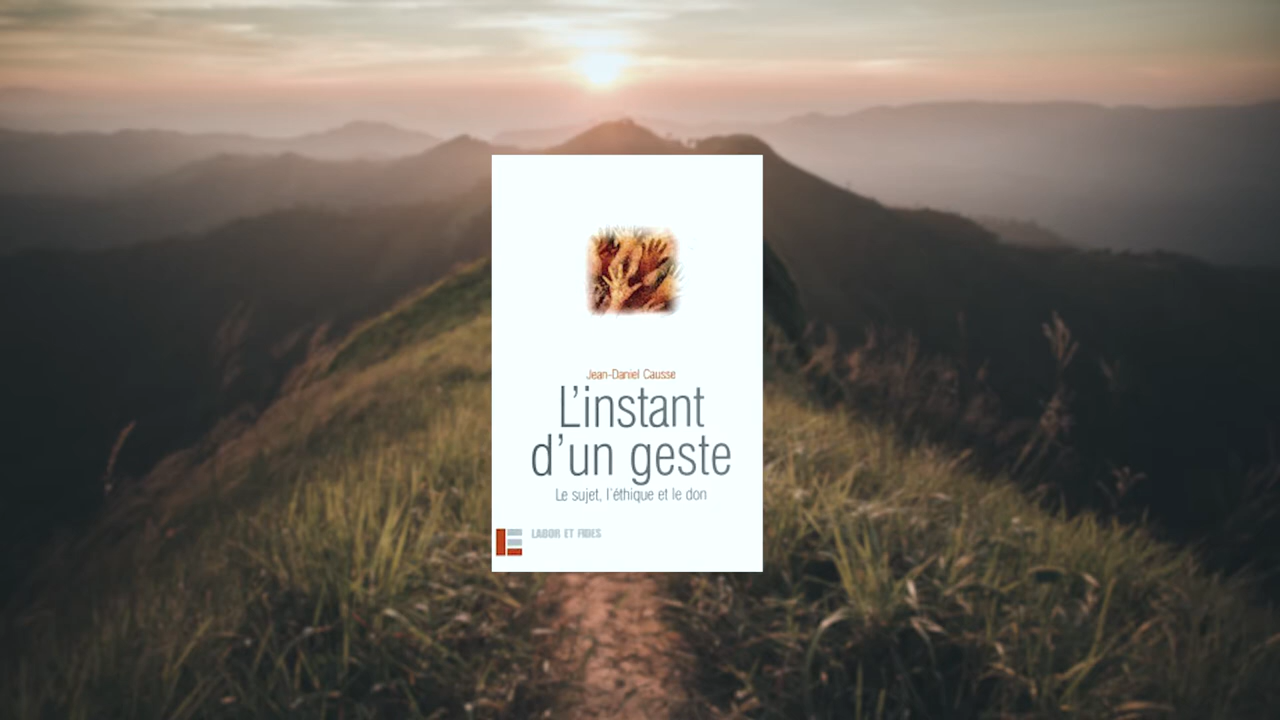 Jean-Daniel Causse
L'instant
d'un geste
Le sujet, l'éthique et le don
LABOR ET FIDES